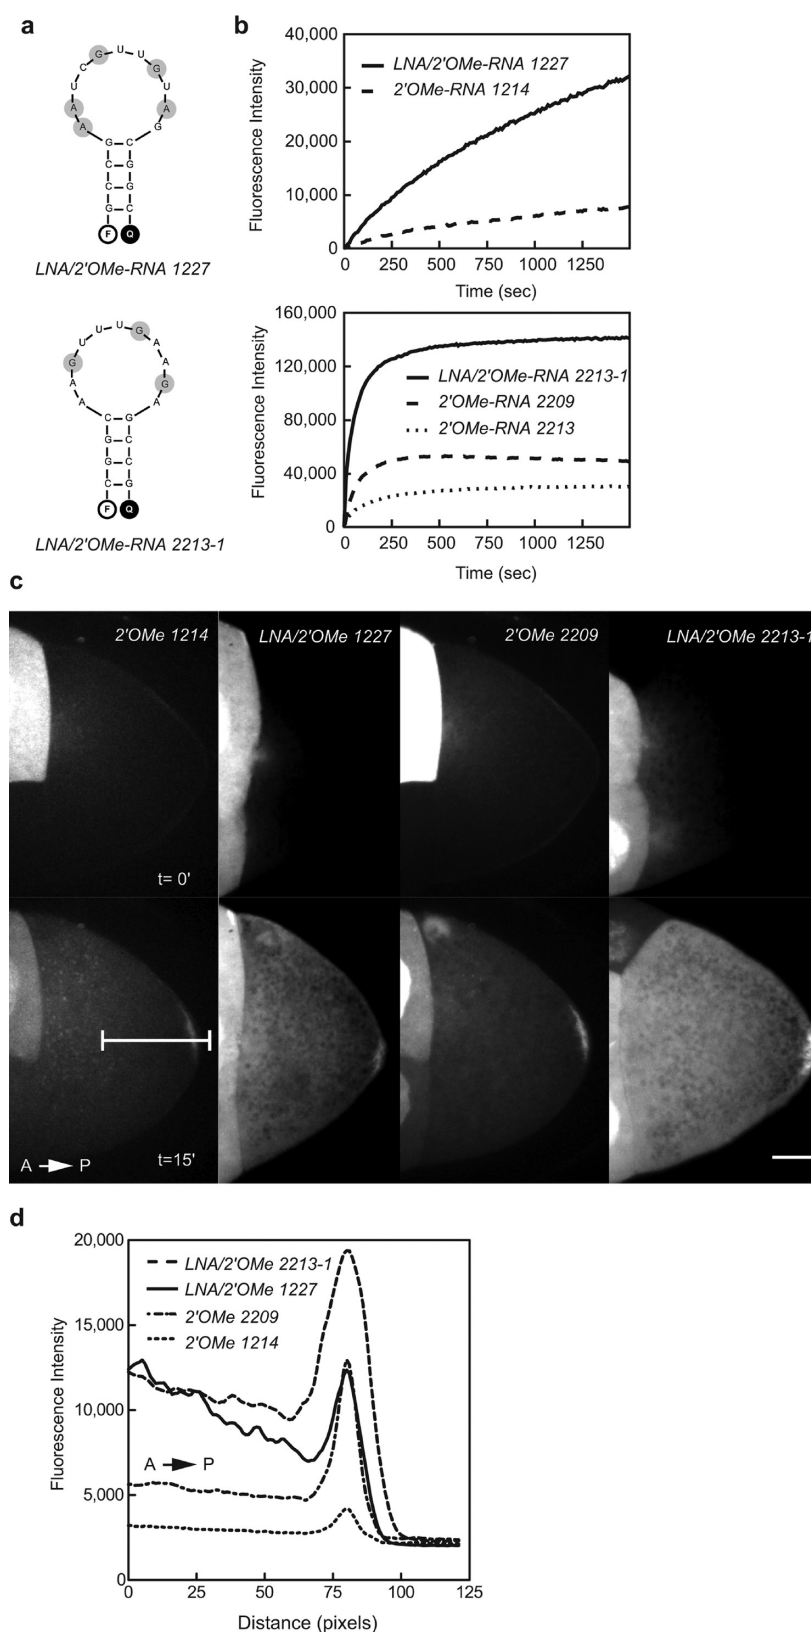 a
b
G U U
C G
U U
A A
A G
G C
C G
C G
C G
G C
F Q
LNA/2'OMe-RNA 1227
40,000
30,000
20,000
10,000
0
Fluorescence Intensity
LNA/2'OMe-RNA 1227
2'OMe-RNA 1214
0 250 500 750 1000 1250
Time (sec)
U U G
U A
G A
A G
A A
C G
G C
G C
C G
F Q
LNA/2'OMe-RNA 2213-1
160,000
120,000
80,000
40,000
0
Fluorescence Intensity
LNA/2'OMe-RNA 2213-1
2'OMe-RNA 2209
2'OMe-RNA 2213
0 250 500 750 1000 1250
Time (sec)
c
2'OMe 1214
LNA/2'OMe 1227
2'OMe 2209
LNA/2'OMe 2213-1
t= 0'
A P
t=15'
d
20,000
15,000
10,000
5,000
0
Fluorescence Intensity
LNA/2'OMe 2213-1
LNA/2'OMe 1227
2'OMe 2209
2'OMe 1214
A P
0 25 50 75 100 125
Distance (pixels)